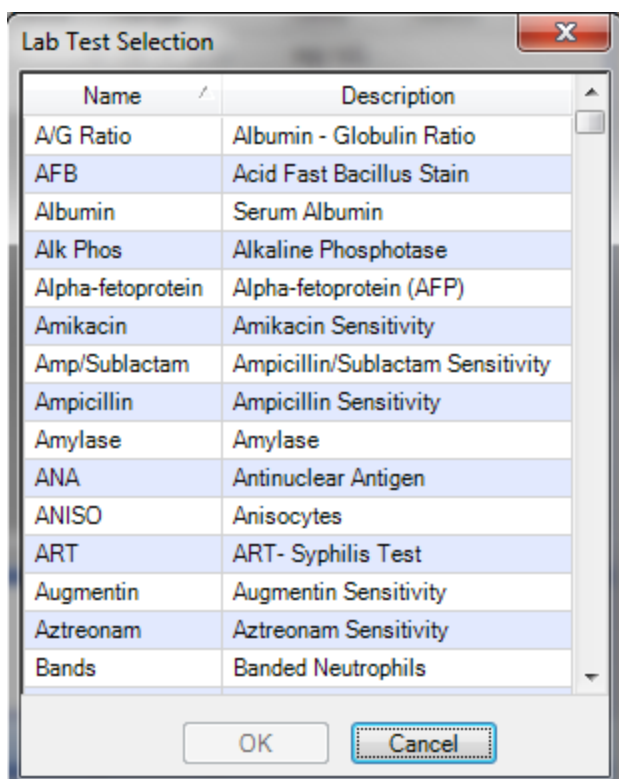 Lab Test Selection
Name Description
A/G Ratio Albumin - Globulin Ratio
AFB Acid Fast Bacillus Stain
Albumin Serum Albumin
Alk Phos Alkaline Phosphotase
Alpha-fetoprotein Alpha-fetoprotein (AFP)
Amikacin Amikacin Sensitivity
Amp/Sublactam Ampicillin/Sublactam Sensitivity
Ampicillin Ampicillin Sensitivity
Amylase Amylase
ANA Antinuclear Antigen
ANISO Anisocytes
ART ART- Syphilis Test
Augmentin Augmentin Sensitivity
Aztreonam Aztreonam Sensitivity
Bands Banded Neutrophils
OK Cancel